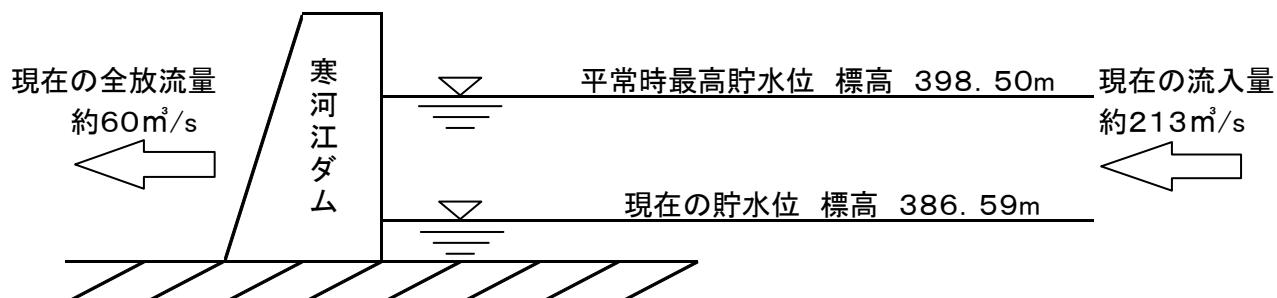 現在の全放流量
約60㎥/s
寒河江ダム
平常時最高貯水位 標高 398.50m
現在の貯水位 標高 386.59m
現在の流入量
約213㎥/s